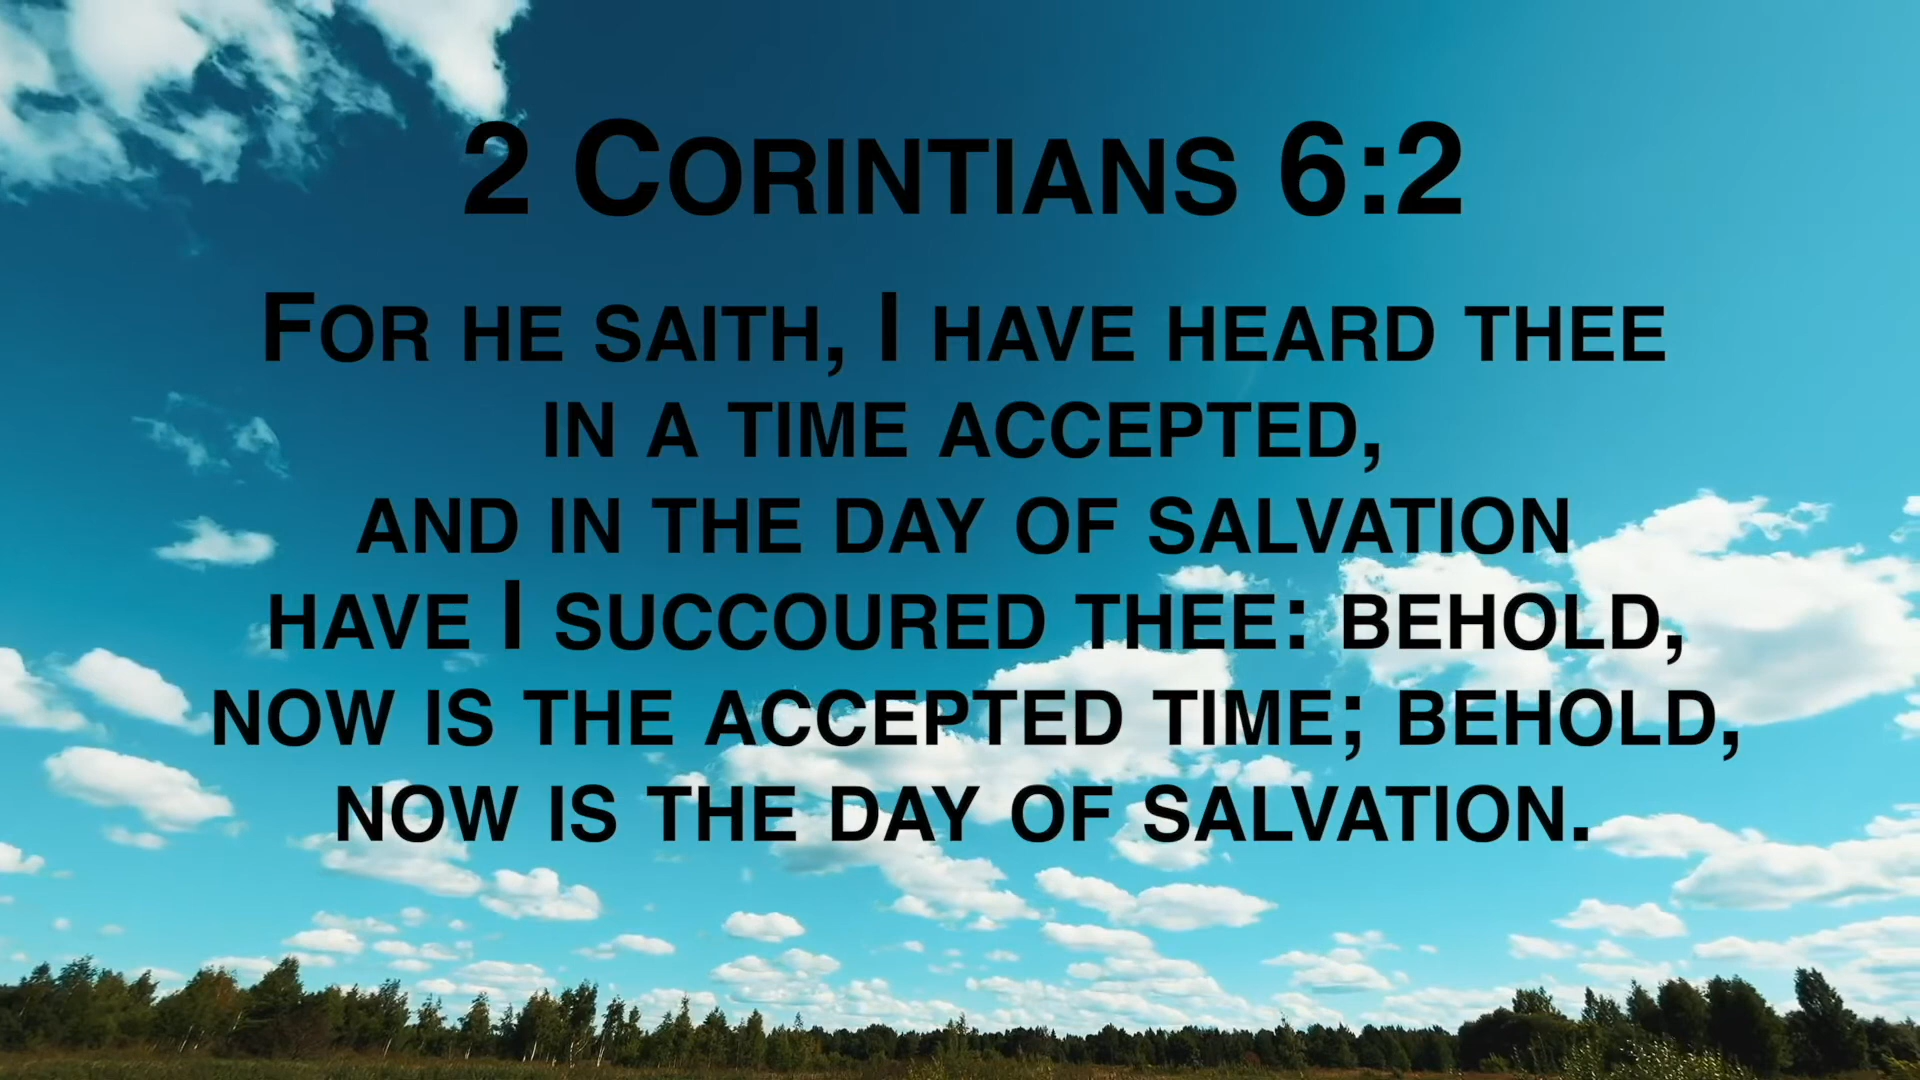 2 Corintians 6:2
For he saith, I have heard thee
in a time accepted,
and in the day of salvation
have I succoured thee: behold,
now is the accepted time; behold,
now is the day of salvation.